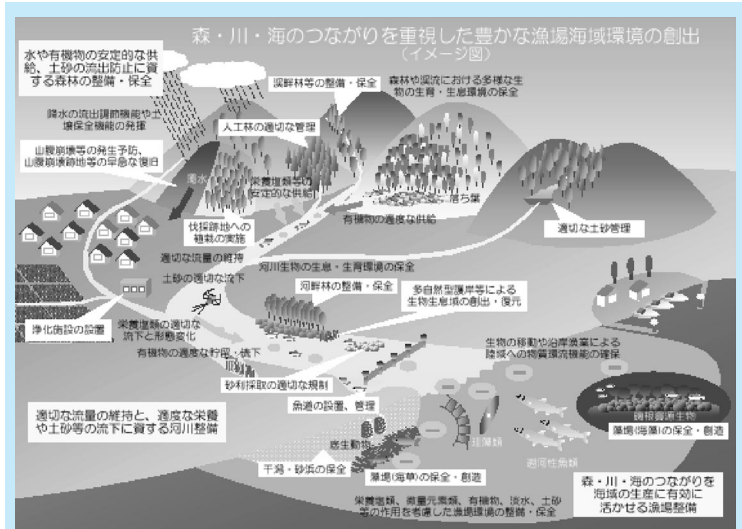 森・川・海のつながりを重視した豊かな漁場海域環境の創出
（イメージ図）
水や有機物の安定的な供
給、土砂の流出防止に資
する森林の整備・保全
降水の流出調節機能や土
壌保全機能の発揮
山腹崩壊等の発生予防、
山腹崩壊跡地等の早急な復旧
渓畔林等の整備・保全
人工林の適切な管理
森林や渓流における多様な生
物の生育・生息環境の保全
濁水
栄養塩類等の
安定的な供給
落ち葉
有機物の適度な供給
伐採跡地への
植栽の実施
適切な土砂管理
適切な流量の維持
河川生物の生息・生育環境の保全
土砂の適切な流下
河畔林の整備・保全
多自然型護岸等による
生物生息域の創出・復元
浄化施設の設置
栄養塩類の適切な
流下と形態変化
有機物の適度な貯留・流下
生物の移動や沿岸漁業による
陸域への物質環流機能の確保
砂利採取の適切な規制
魚道の設置、管理
適切な流量の維持と、適度な栄養
や土砂等の流下に資する河川整備
底生動物
珪藻類
遡河性魚類
磯根資源生物
藻場(海藻)の保全・創造
干潟・砂浜の保全
藻場(海草)の保全・創造
森・川・海のつながりを
海域の生産に有効に
活かせる漁場整備
栄養塩類、微量元素類、有機物、淡水、土砂
等の作用を考慮した漁場環境の整備・保全